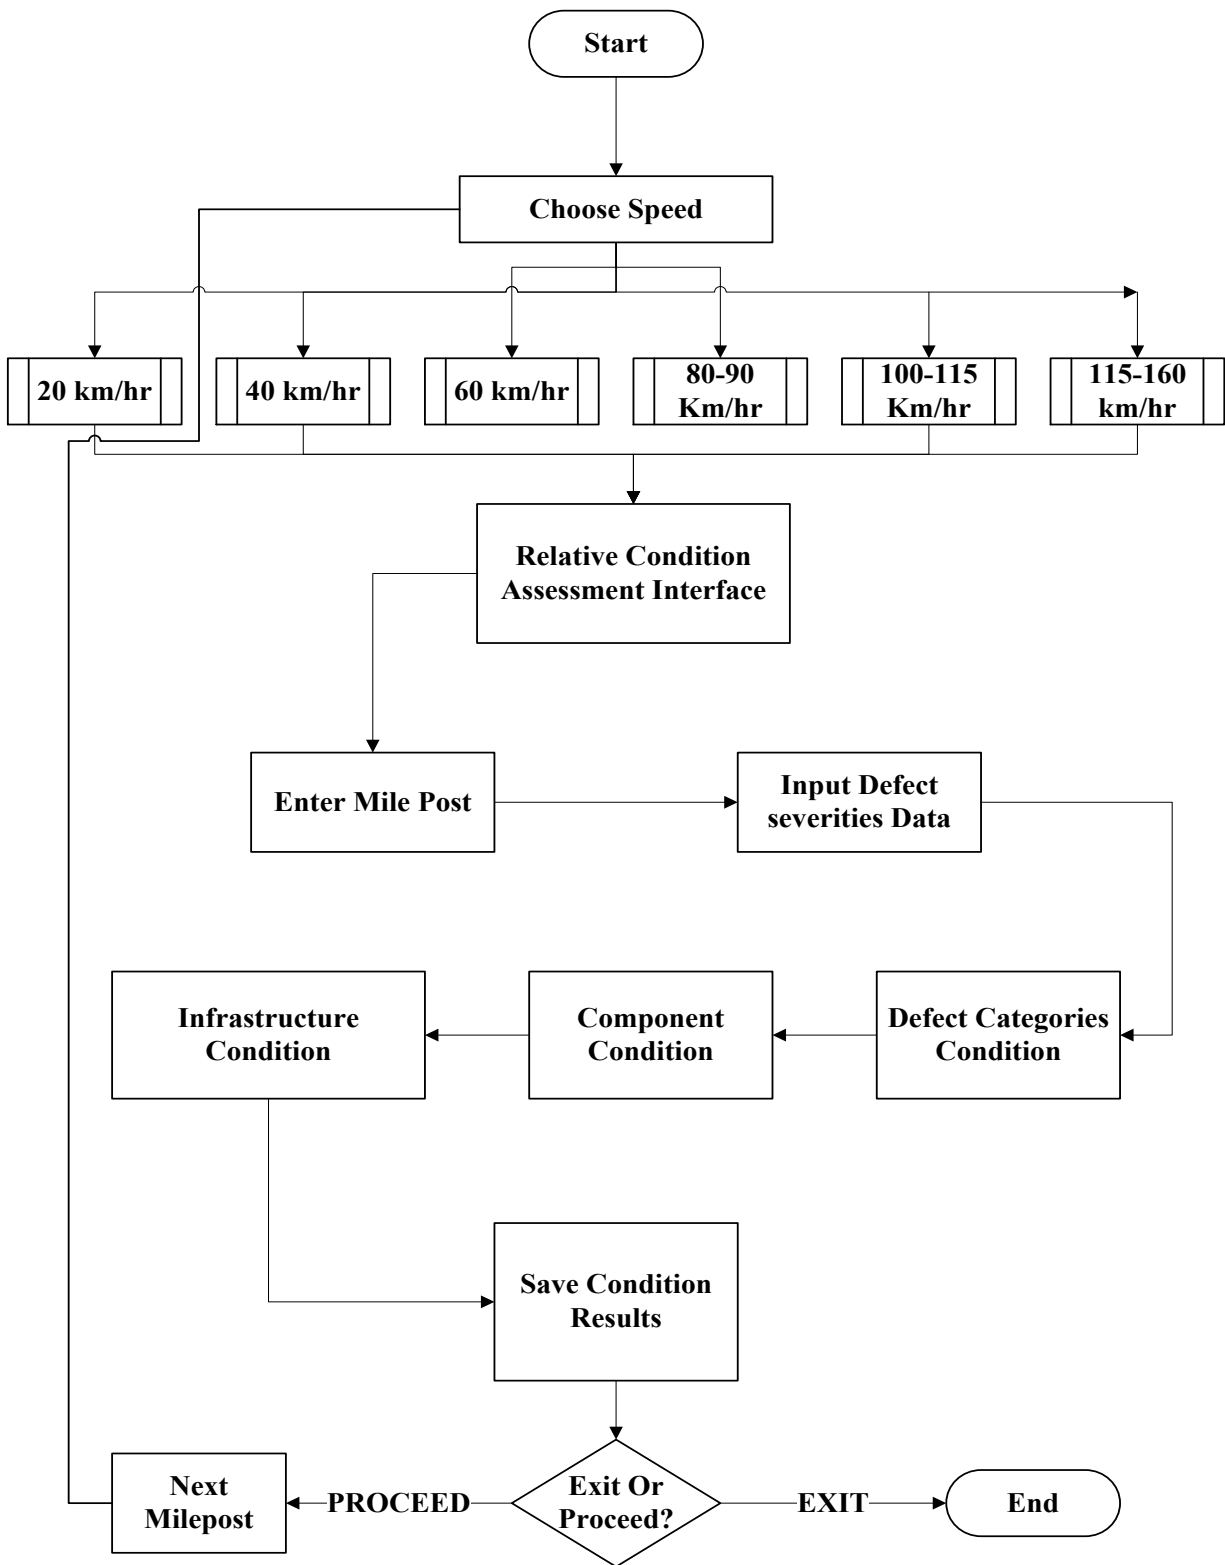 Start
Choose Speed
20 km/hr
40 km/hr
60 km/hr
80-90
Km/hr
100-115
Km/hr
115-160
km/hr
Relative Condition
Assessment Interface
Enter Mile Post
Input Defect
severities Data
Infrastructure
Condition
Component
Condition
Defect Categories
Condition
Save Condition
Results
Next
Milepost
PROCEED
Exit Or
Proceed?
EXIT
End